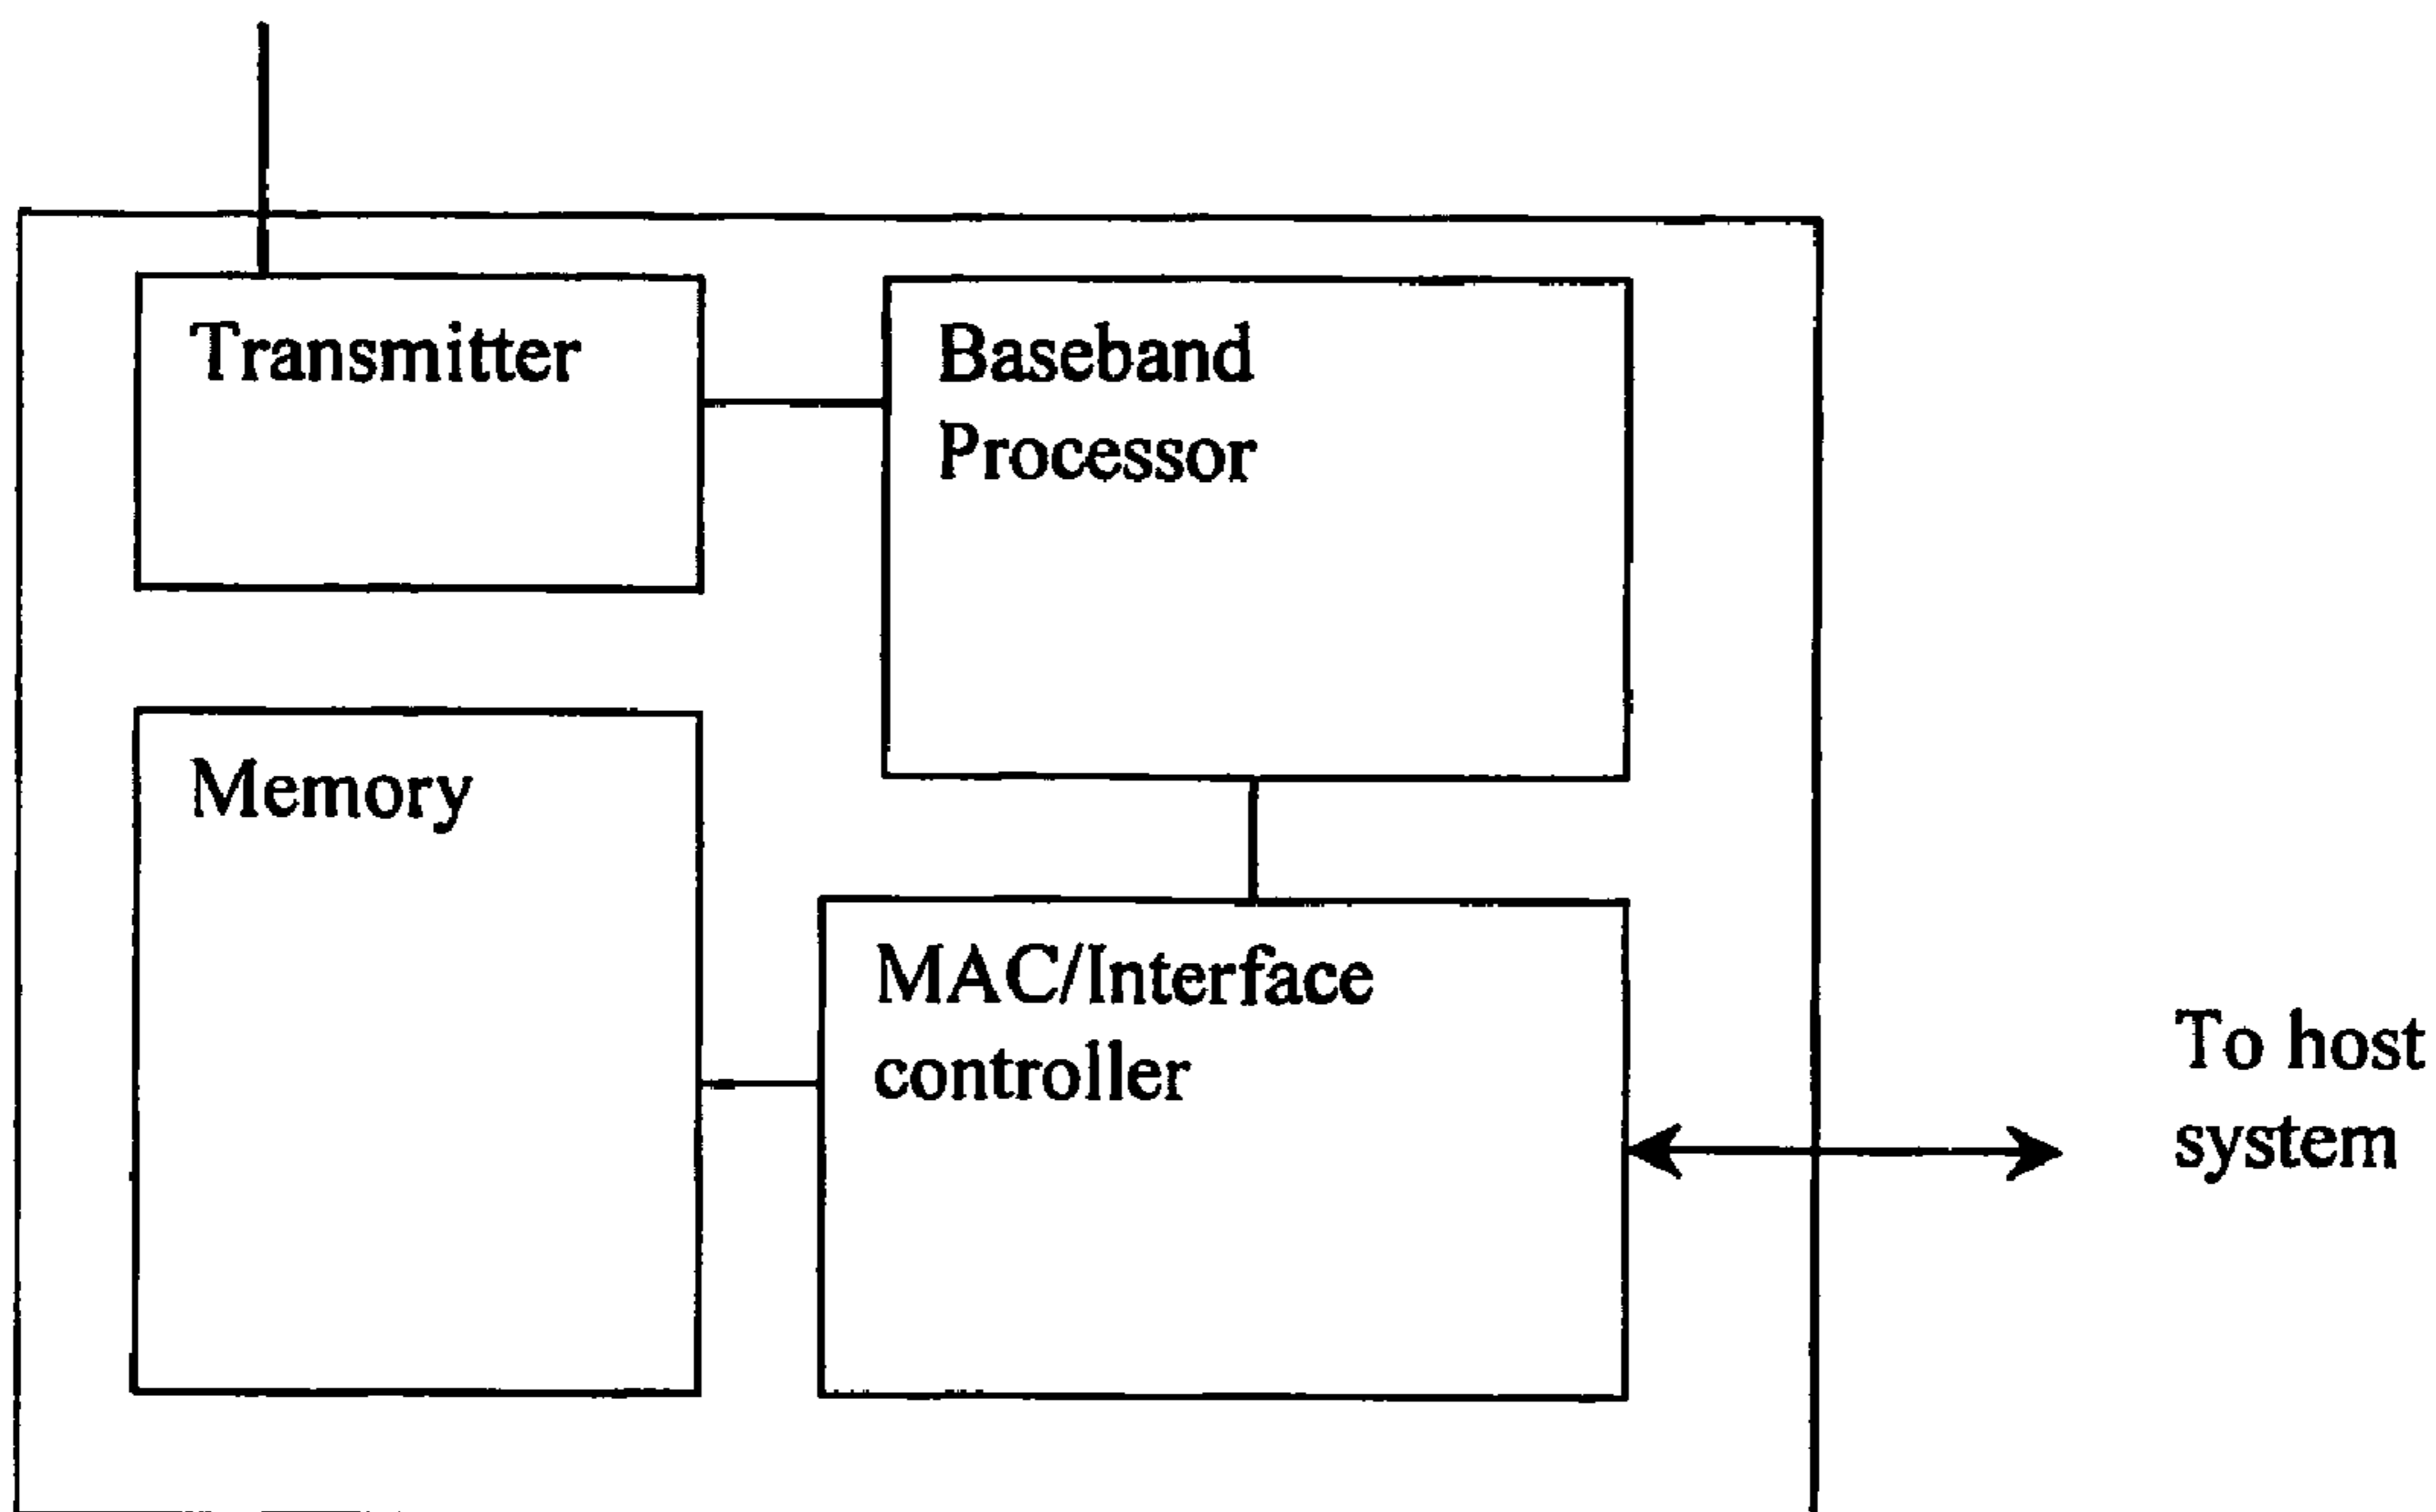 Transmitter
Baseband
Processor
Memory
MAC/Interface
controller
To host
system